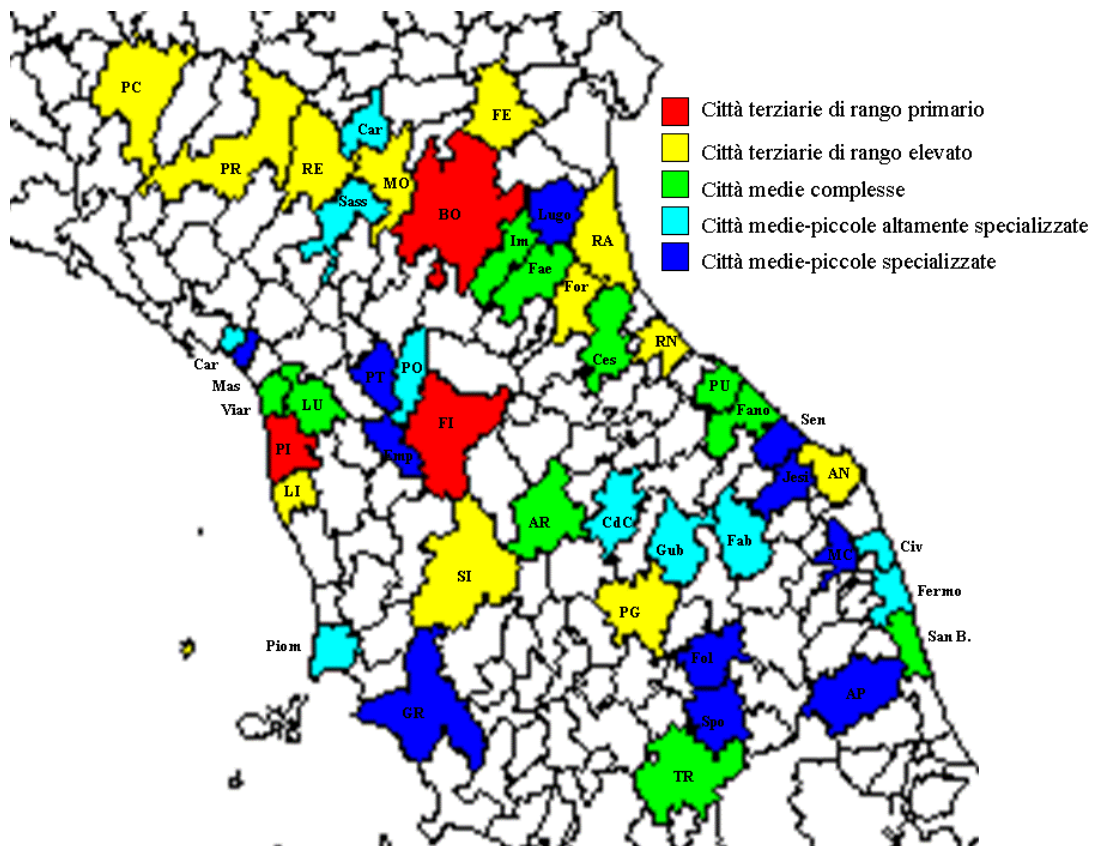 PC
FE
Città terziarie di rango primario
Car
Città terziarie di rango elevato
PR
RE
MO
Città medie complesse
Sass
BO
Lugo
Città medie-piccole altamente specializzate
Im
RA
Città medie-piccole specializzate
Fae
For
RN
Car
Ces
PO
PT
Mas
PU
Viar
LU
Fano
FI
Sen
PI
Emp
AN
Jesi
LI
AR
CdC
Fab
Gub
Civ
MC
SI
Fermo
PG
San B.
Piom
Fol
AP
GR
Spo
TR